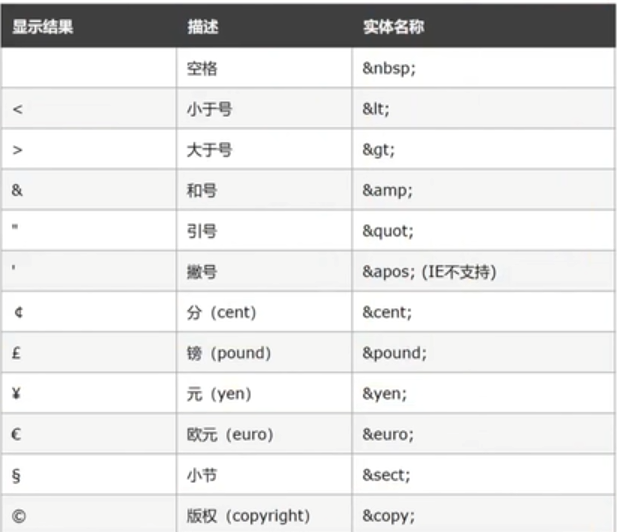 显示结果 描述 实体名称
空格 &nbsp;
< 小于号 &lt;
> 大于号 &gt;
& 和号 &amp;
" 引号 &quot;
' 撇号 &apos; (IE不支持)
¢ 分（cent） &cent;
£ 镑（pound） &pound;
¥ 元（yen） &yen;
€ 欧元（euro） &euro;
§ 小节 &sect;
© 版权（copyright） &copy;